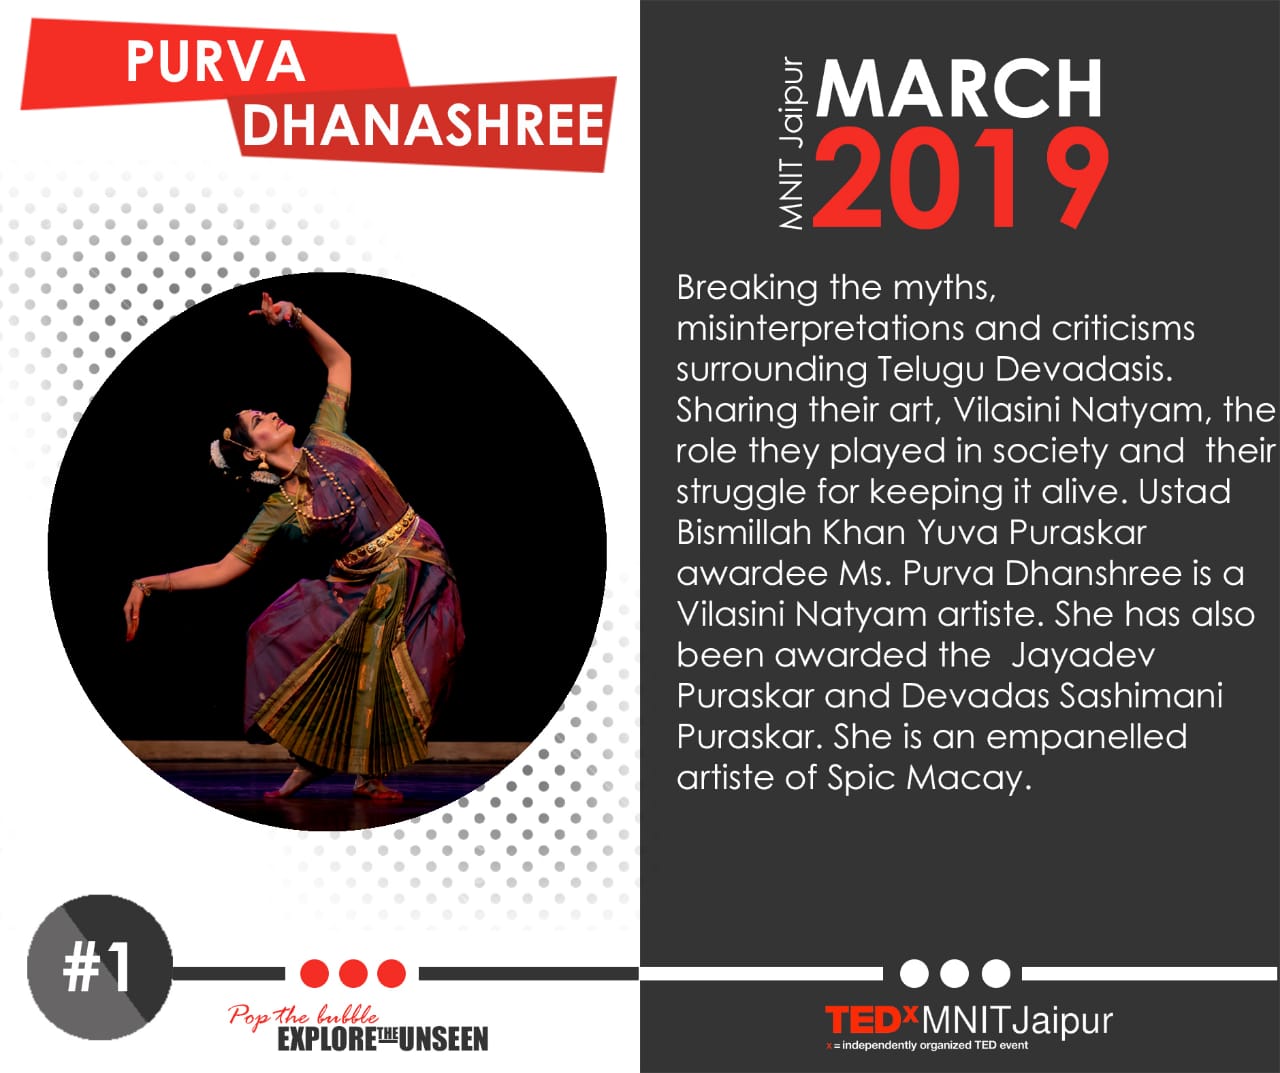 PURVA
DHANASHREE
#1
Pop the bubble
EXPLORE THE UNSEEN
MNIT Jaipur
MARCH
2019
Breaking the myths,
misinterpretations and criticisms
surrounding Telugu Devadasis.
Sharing their art, Vilasini Natyam, the
role they played in society and  their
struggle for keeping it alive. Ustad
Bismillah Khan Yuva Puraskar
awardee Ms. Purva Dhanshree is a
Vilasini Natyam artiste. She has also
been awarded the  Jayadev
Puraskar and Devadas Sashimani
Puraskar. She is an empanelled
artiste of Spic Macay.
TEDxMNITJaipur
x = independently organized TED event